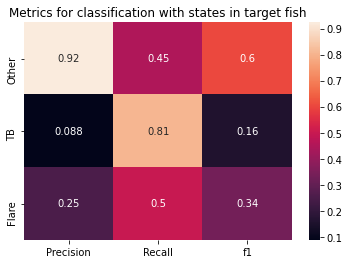 Metrics for classification with states in target fish
Other 0.92 0.45 0.6
TB 0.088 0.81 0.16
Flare 0.25 0.5 0.34
Precision Recall f1
0.9
0.8
0.7
0.6
0.5
0.4
0.3
0.2
0.1